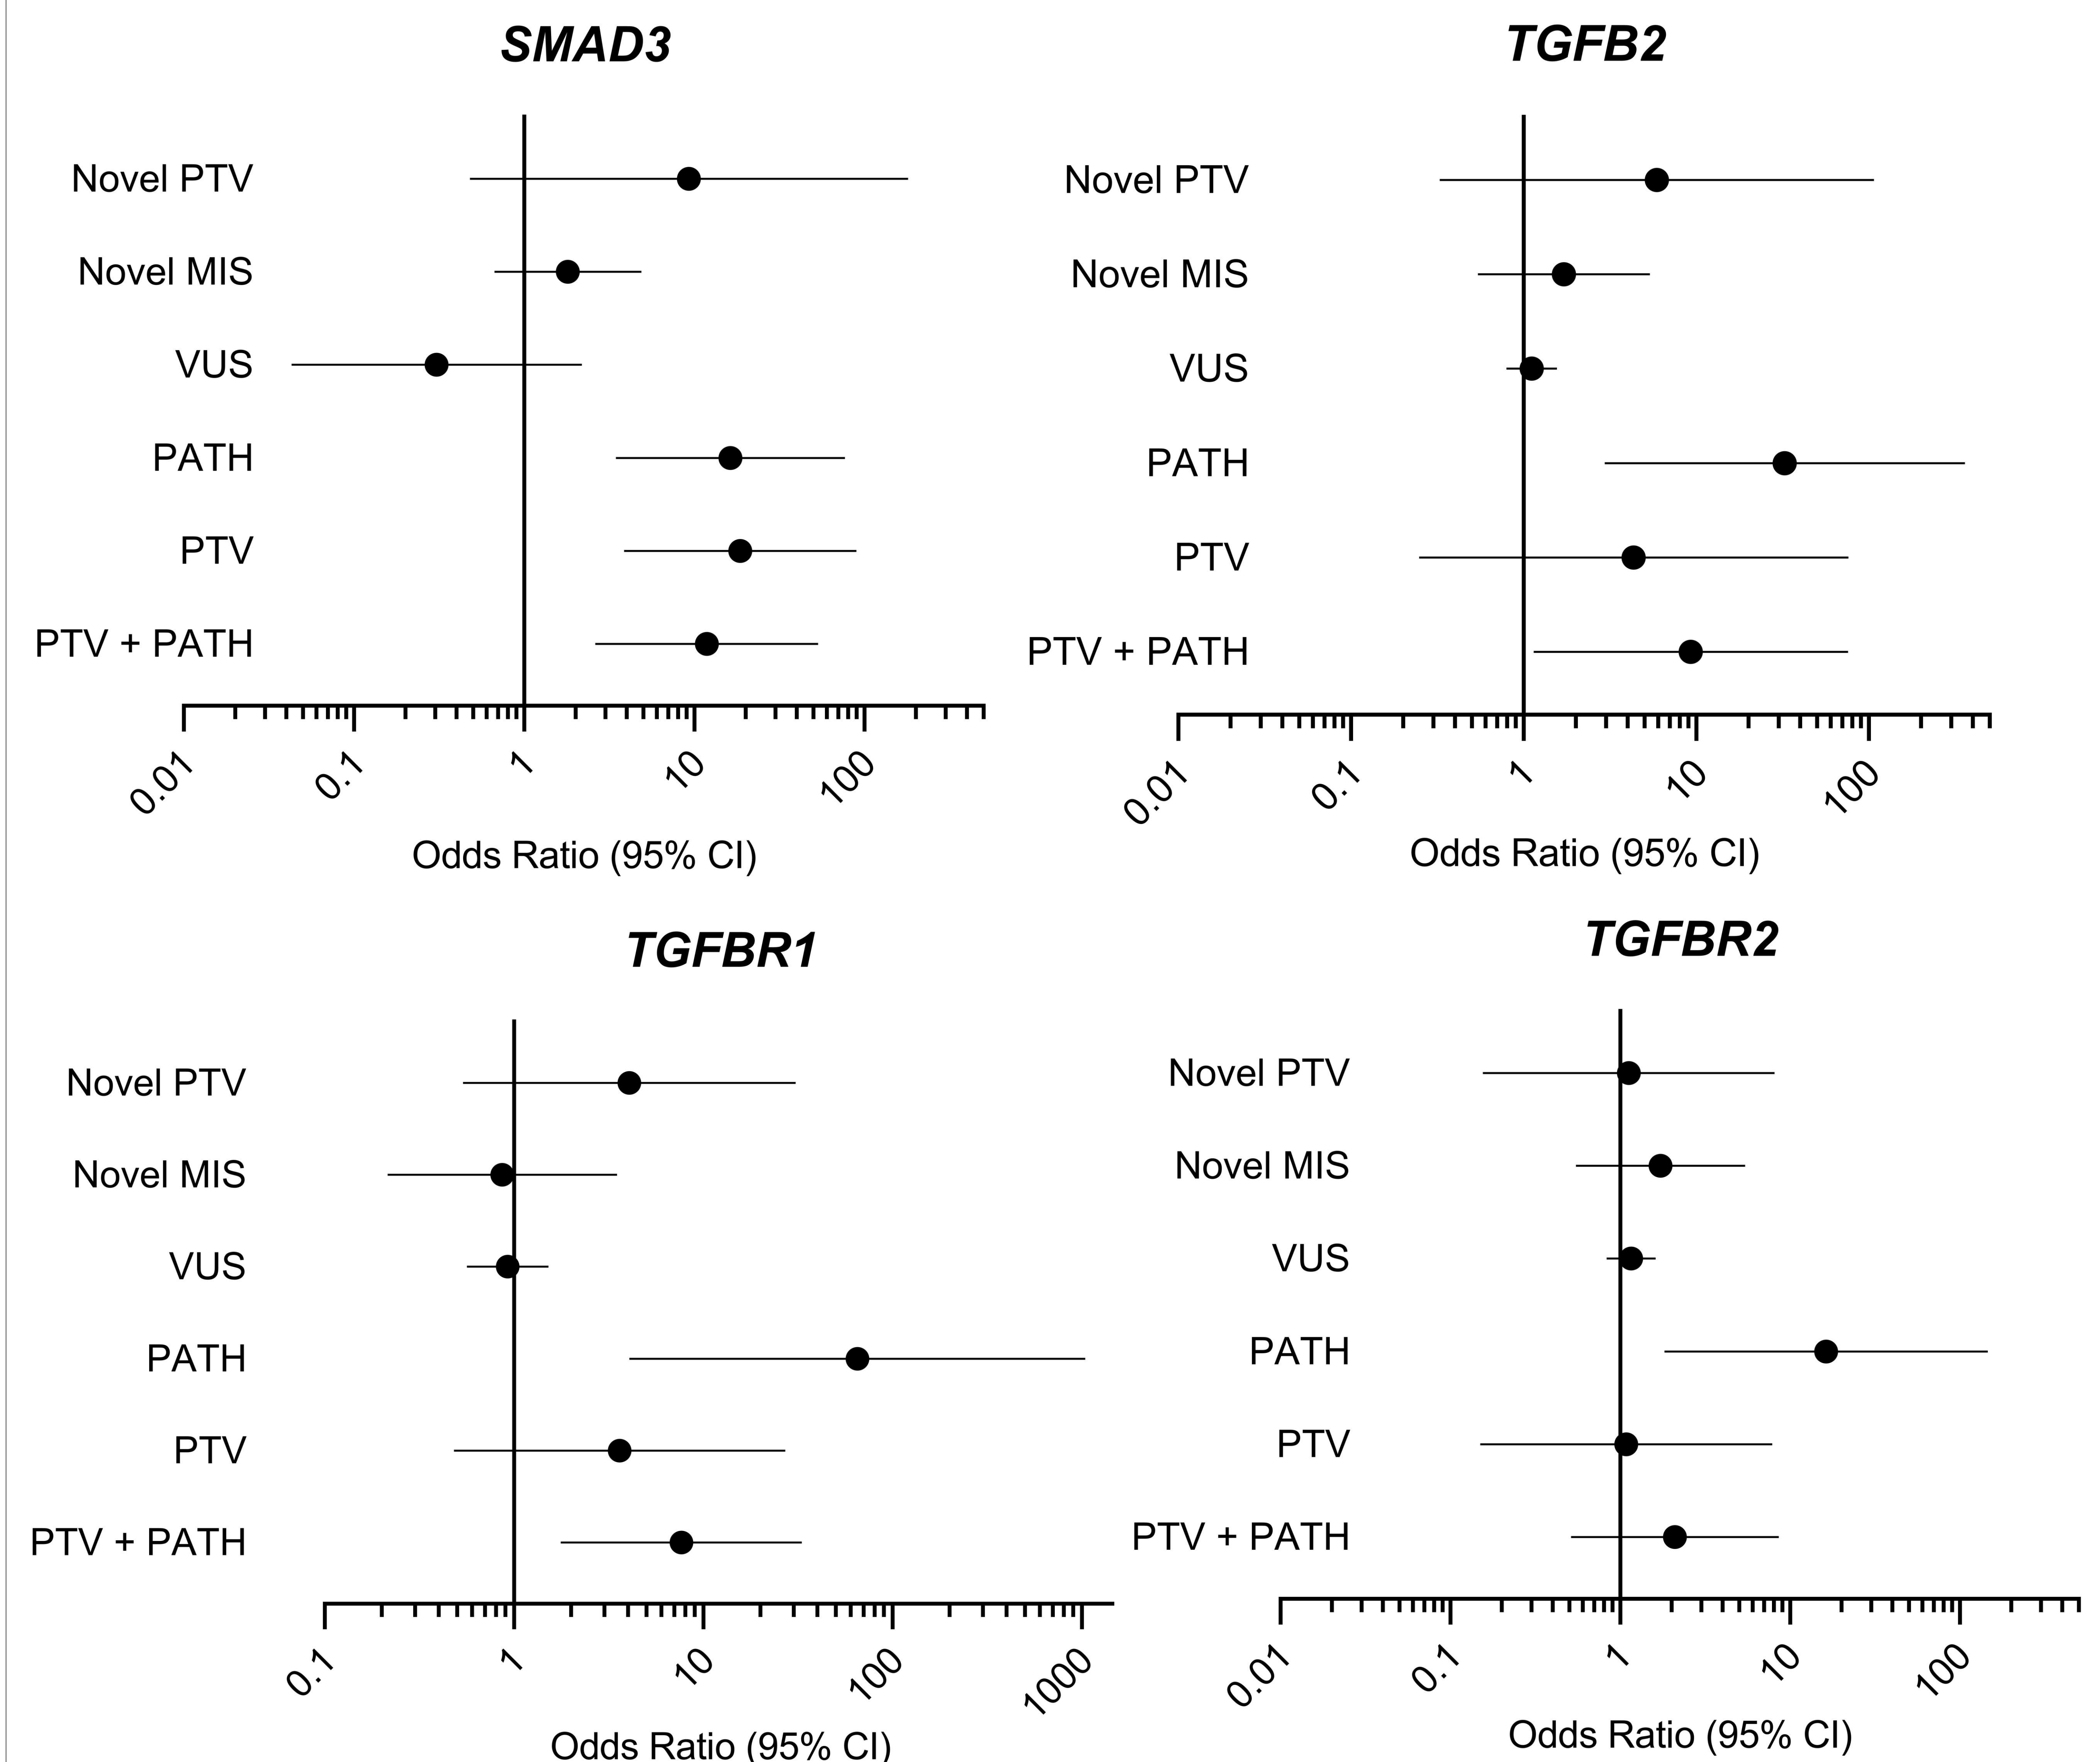 SMAD3
Novel PTV
Novel MIS
VUS
PATH
PTV
PTV + PATH
0.01
0.1
1
10
100
Odds Ratio (95% CI)
TGFB2
Novel PTV
Novel MIS
VUS
PATH
PTV
PTV + PATH
0.01
0.1
1
10
100
Odds Ratio (95% CI)
TGFBR1
Novel PTV
Novel MIS
VUS
PATH
PTV
PTV + PATH
0.1
1
10
100
1000
Odds Ratio (95% CI)
TGFBR2
Novel PTV
Novel MIS
VUS
PATH
PTV
PTV + PATH
0.01
0.1
1
10
100
Odds Ratio (95% CI)